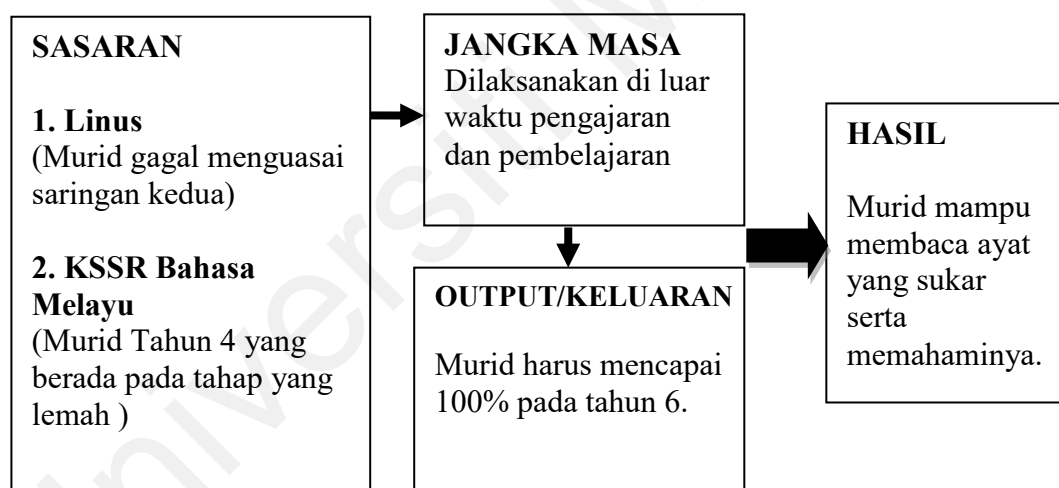 SASARAN
1. Linus
(Murid gagal menguasai
saringan kedua)
2. KSSR Bahasa
Melayu
(Murid Tahun 4 yang
berada pada tahap yang
lemah )
JANGKA MASA
Dilaksanakan di luar
waktu pengajaran
dan pembelajaran
OUTPUT/KELUARAN
Murid harus mencapai
100% pada tahun 6.
HASIL
Murid mampu
membaca ayat
yang sukar
serta
memahaminya.
Universiti M